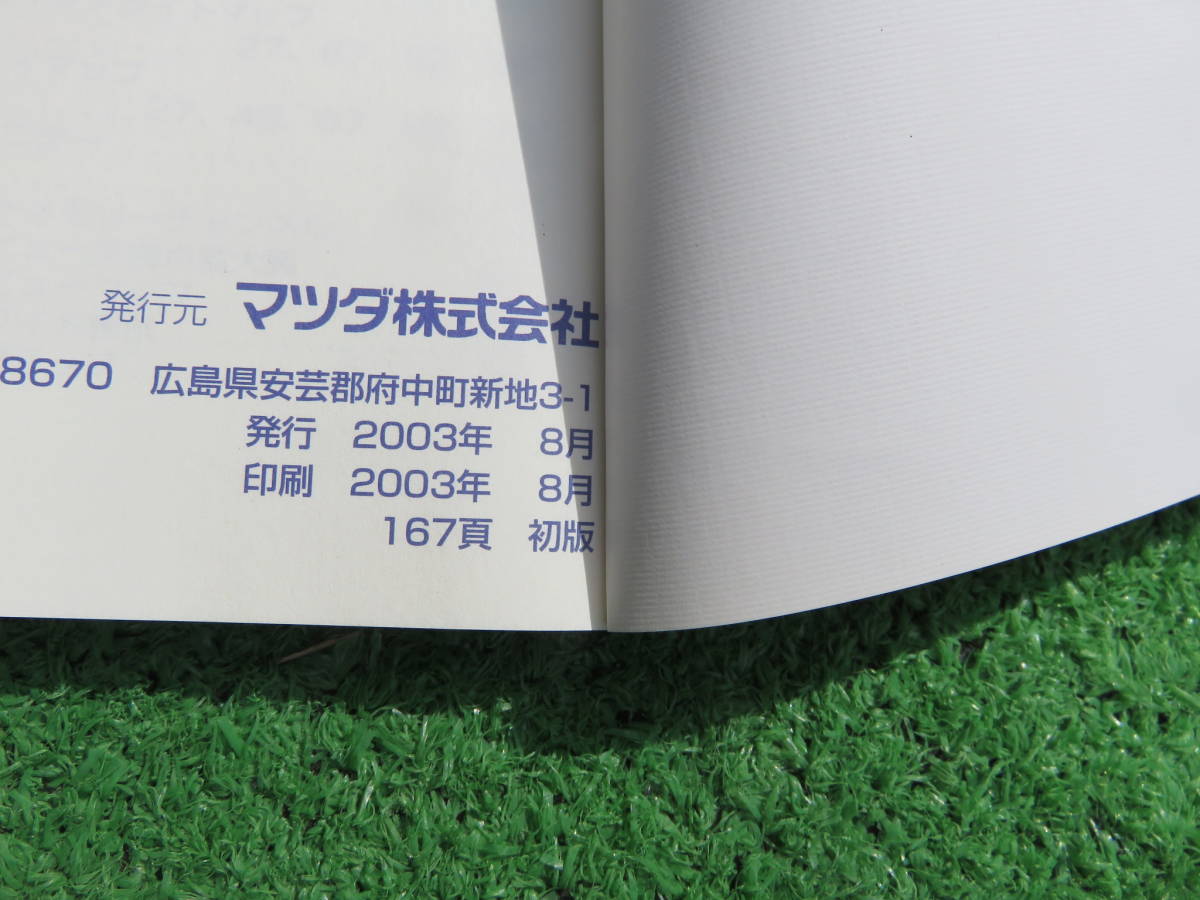 発行元 マツダ株式会社
8670 広島県安芸郡府中町新地3-1
発行 2003年 8月
印刷 2003年 8月
167頁 初版